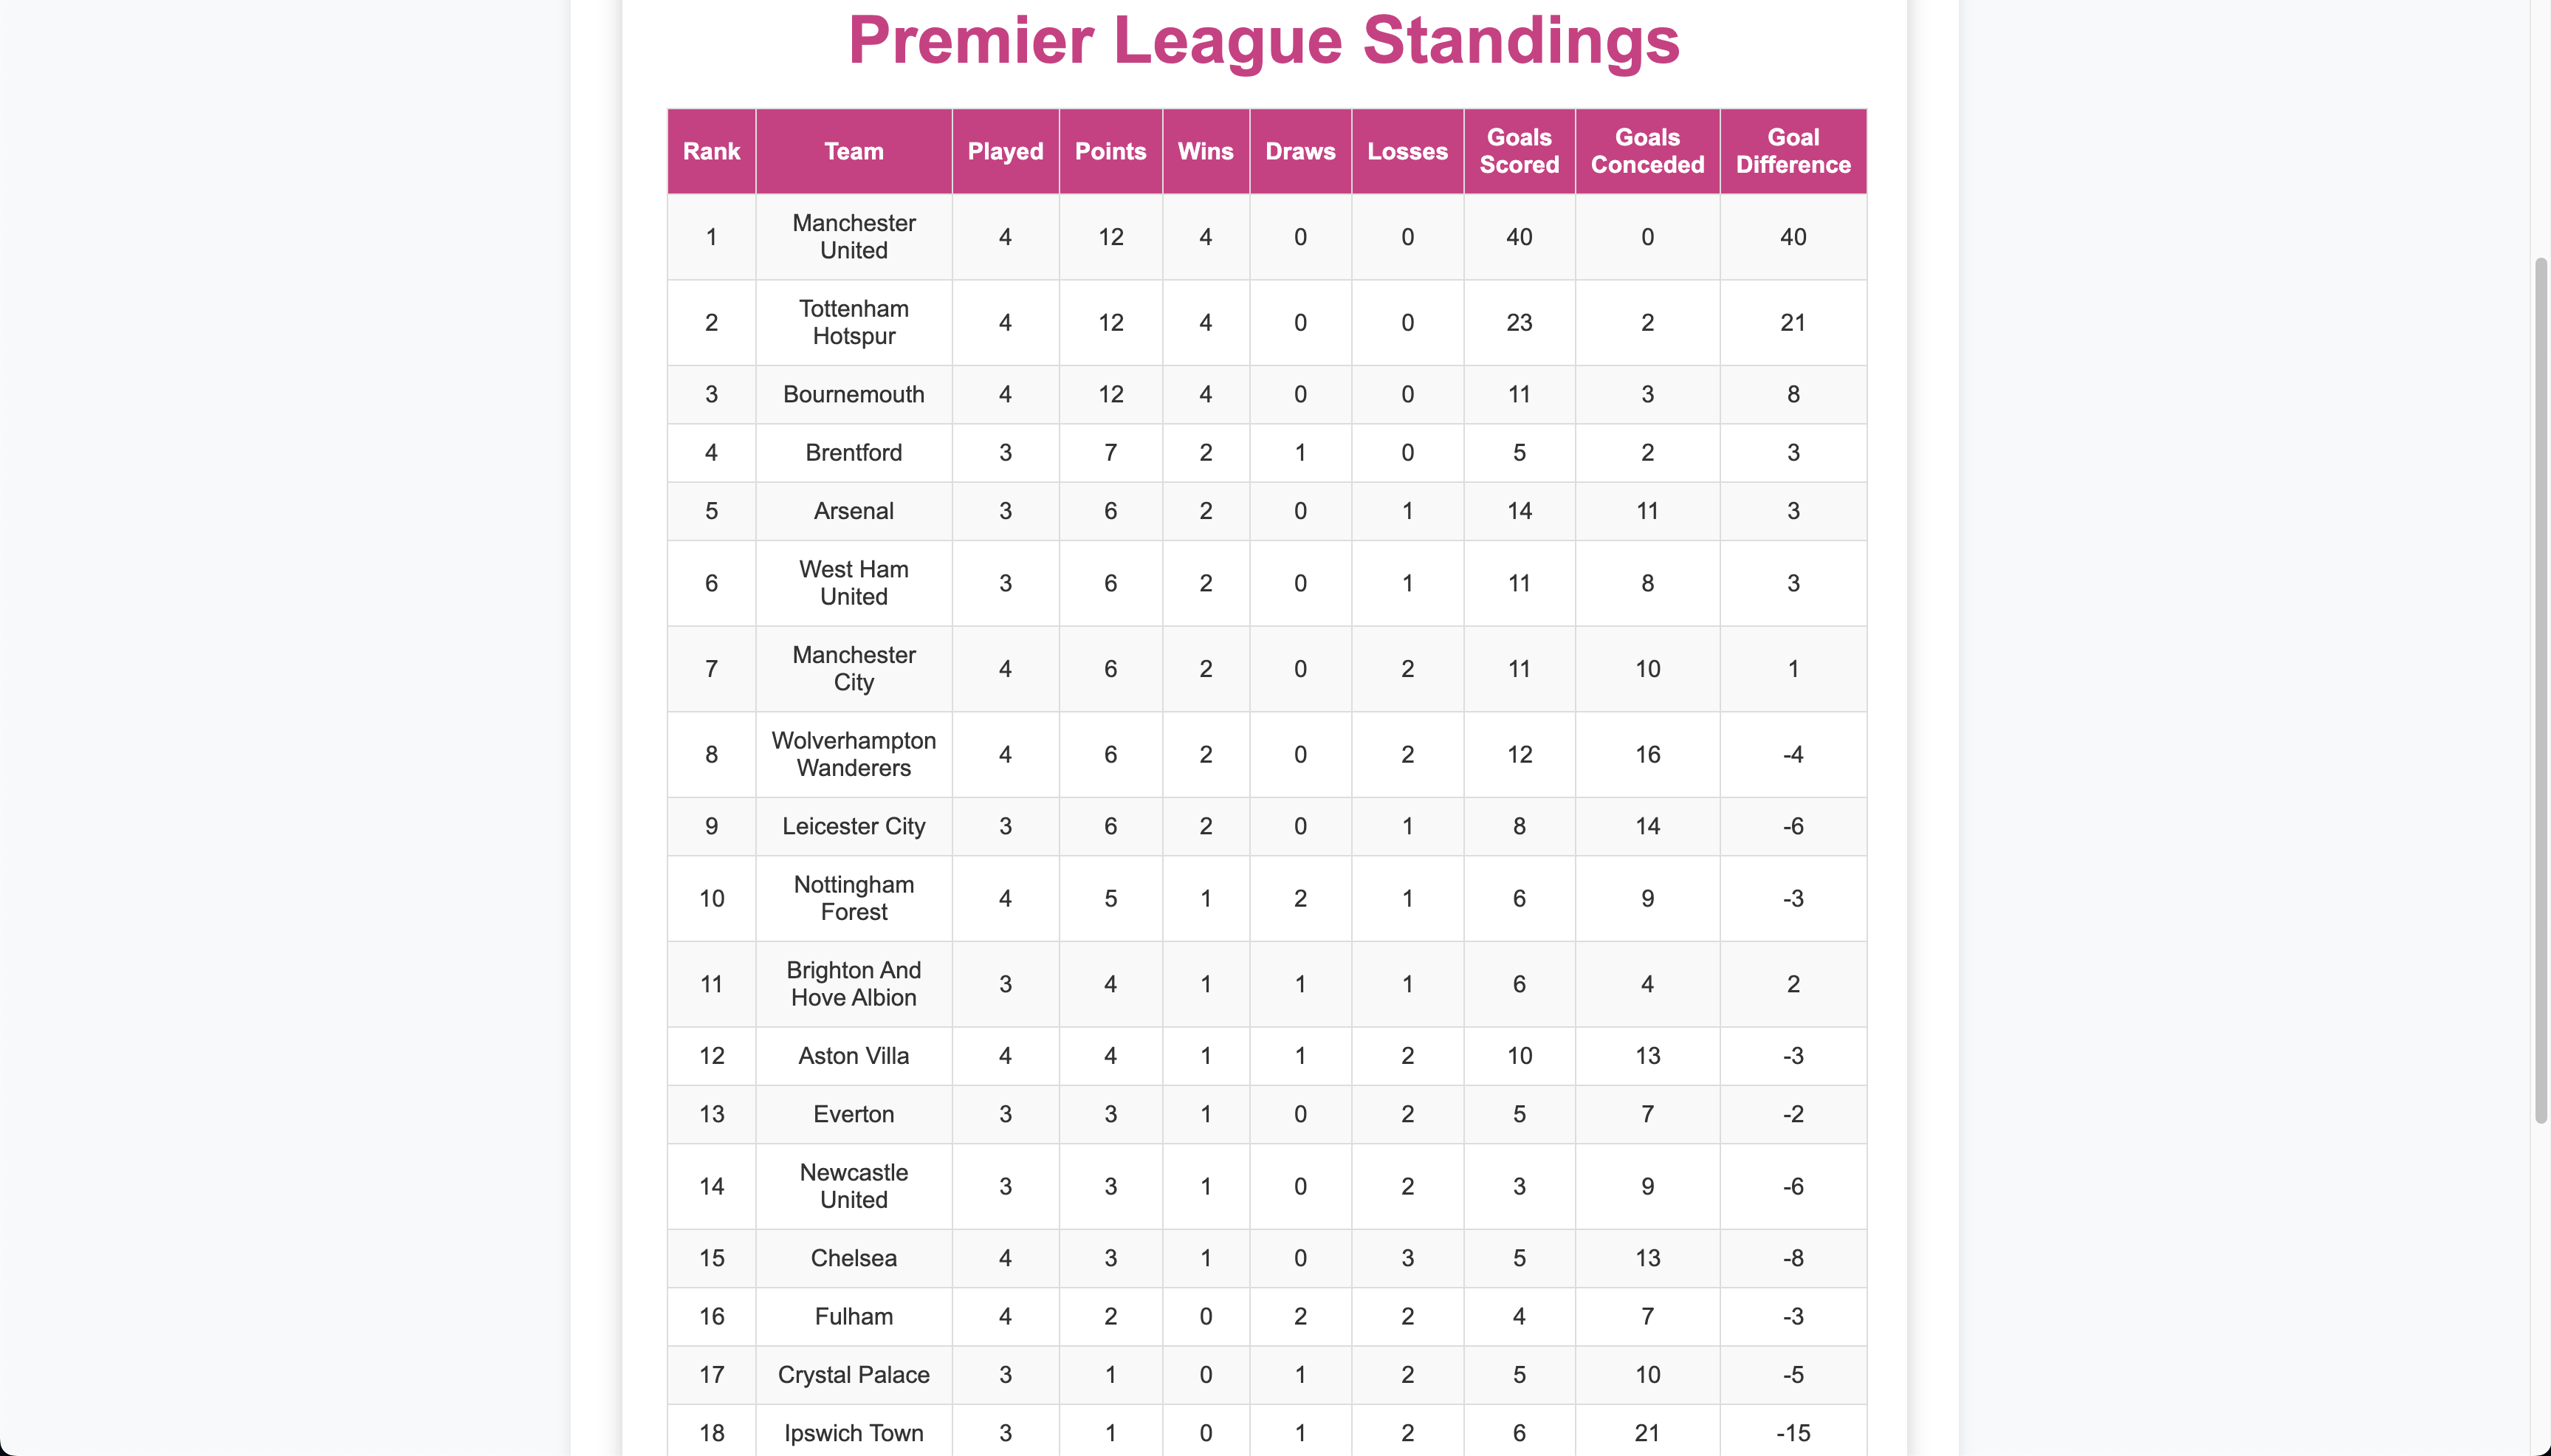 Premier League Standings
Rank Team Played Points Wins Draws Losses Goals Scored Goals Conceded Goal Difference
1 Manchester United 4 12 4 0 0 40 0 40
2 Tottenham Hotspur 4 12 4 0 0 23 2 21
3 Bournemouth 4 12 4 0 0 11 3 8
4 Brentford 3 7 2 1 0 5 2 3
5 Arsenal 3 6 2 0 1 14 11 3
6 West Ham United 3 6 2 0 1 11 8 3
7 Manchester City 4 6 2 0 2 11 10 1
8 Wolverhampton Wanderers 4 6 2 0 2 12 16 -4
9 Leicester City 3 6 2 0 1 8 14 -6
10 Nottingham Forest 4 5 1 2 1 6 9 -3
11 Brighton And Hove Albion 3 4 1 1 1 6 4 2
12 Aston Villa 4 4 1 1 2 10 13 -3
13 Everton 3 3 1 0 2 5 7 -2
14 Newcastle United 3 3 1 0 2 3 9 -6
15 Chelsea 4 3 1 0 3 5 13 -8
16 Fulham 4 2 0 2 2 4 7 -3
17 Crystal Palace 3 1 0 1 2 5 10 -5
18 Ipswich Town 3 1 0 1 2 6 21 -15